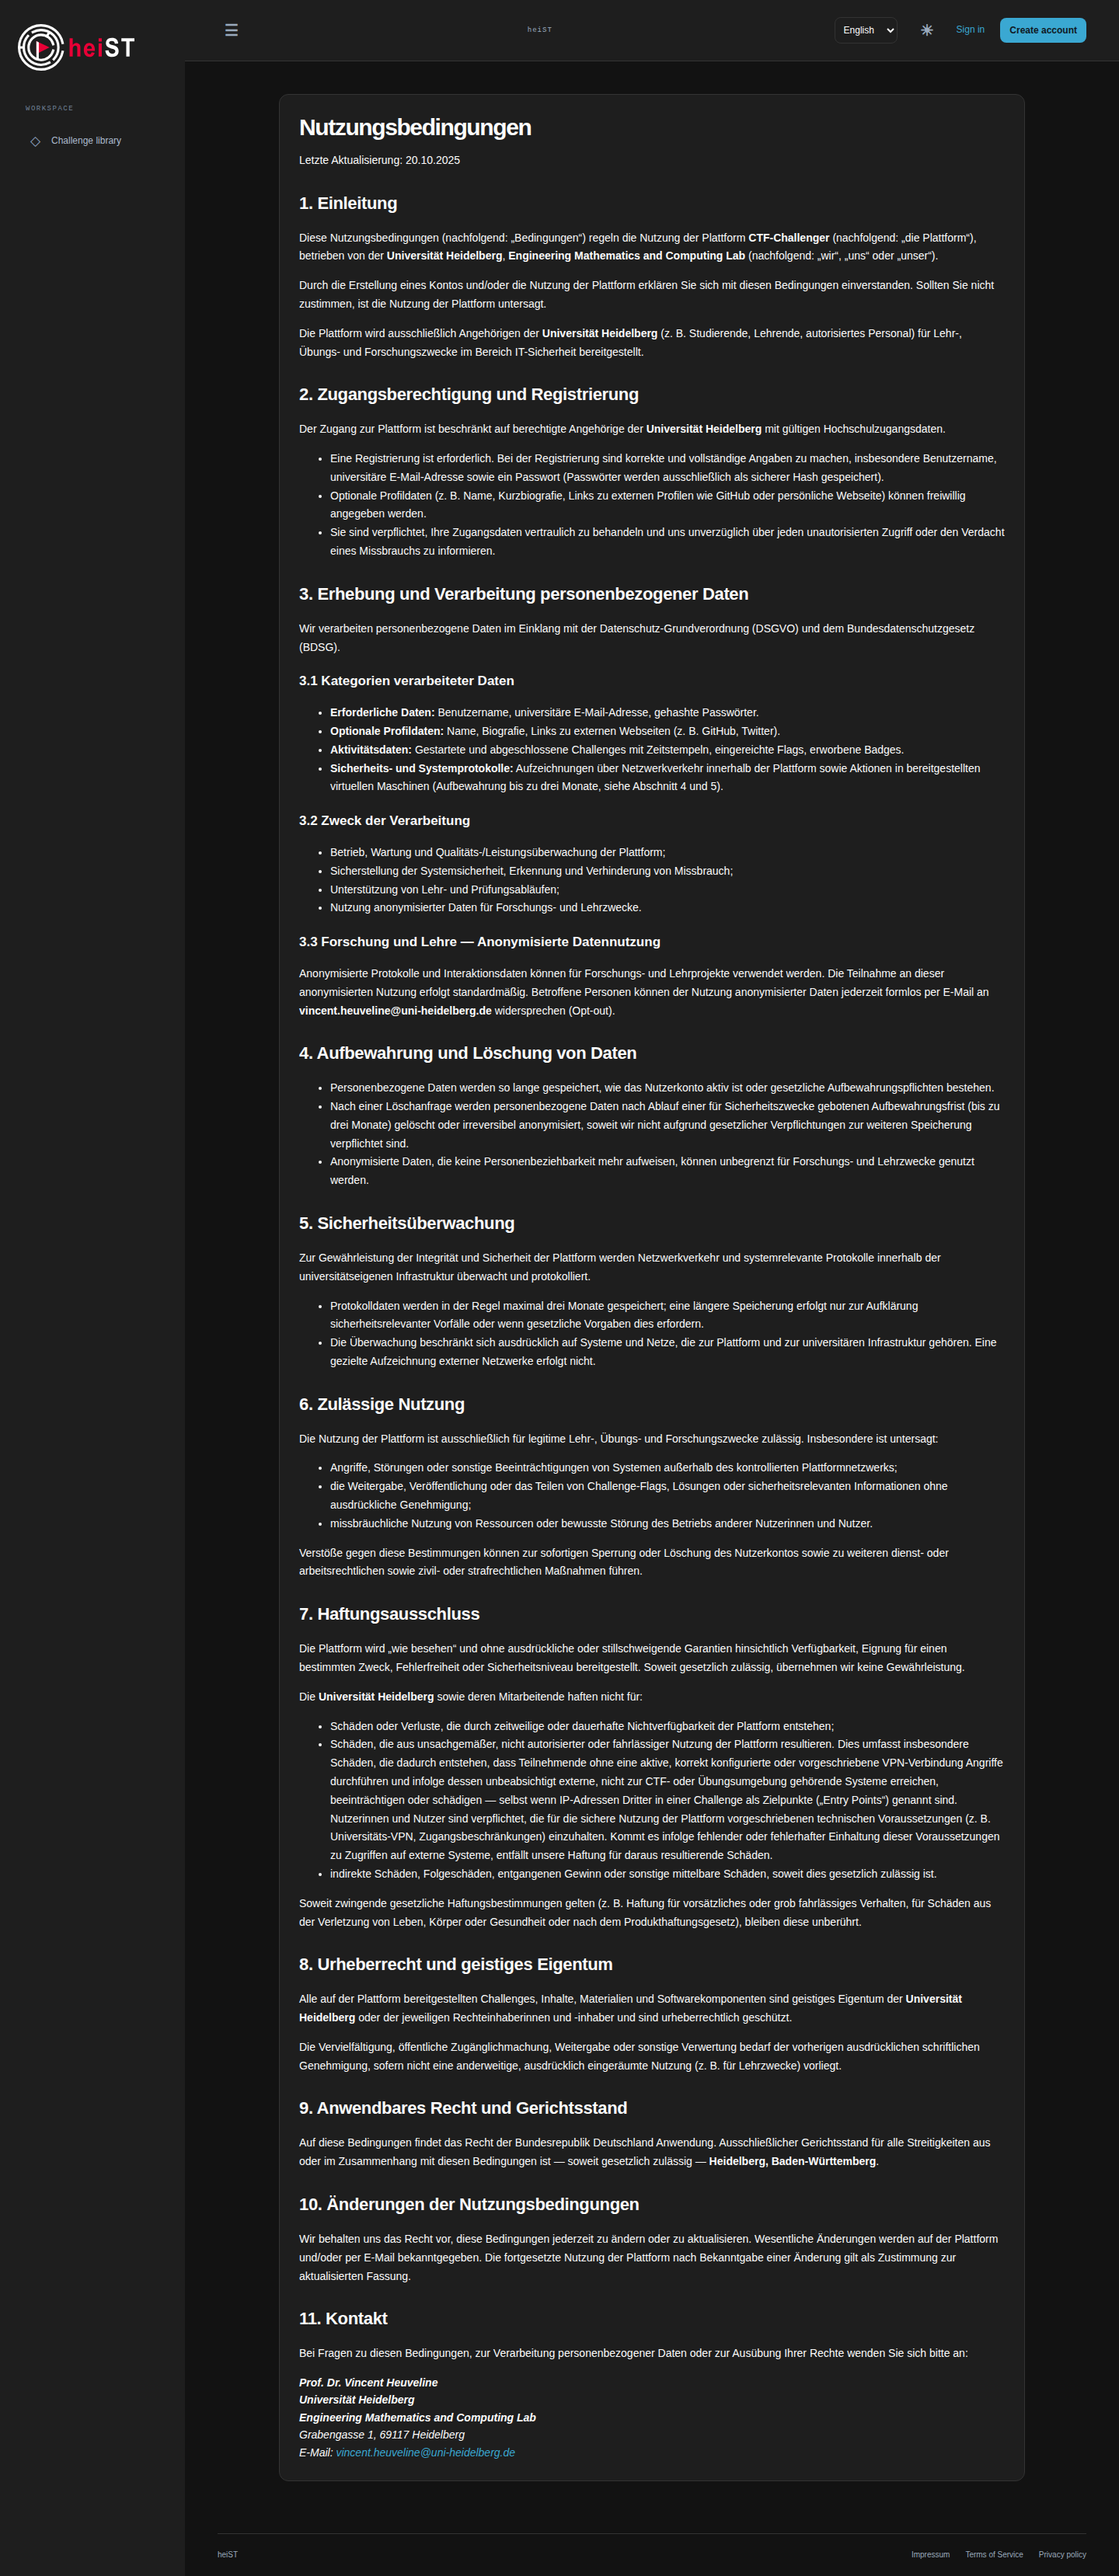 heiST
☰
heiST
English
Sign in
Create account
WORKSPACE
Challenge library
Nutzungsbedingungen
Letzte Aktualisierung: 20.10.2025
1. Einleitung
Diese Nutzungsbedingungen (nachfolgend: „Bedingungen“) regeln die Nutzung der Plattform CTF-Challenger (nachfolgend: „die Plattform“),
betrieben von der Universität Heidelberg, Engineering Mathematics and Computing Lab (nachfolgend: „wir“, „uns“ oder „unser“).
Durch die Erstellung eines Kontos und/oder die Nutzung der Plattform erklären Sie sich mit diesen Bedingungen einverstanden. Sollten Sie nicht
zustimmen, ist die Nutzung der Plattform untersagt.
Die Plattform wird ausschließlich Angehörigen der Universität Heidelberg (z. B. Studierende, Lehrende, autorisiertes Personal) für Lehr-,
Übungs- und Forschungszwecke im Bereich IT-Sicherheit bereitgestellt.
2. Zugangsberechtigung und Registrierung
Der Zugang zur Plattform ist beschränkt auf berechtigte Angehörige der Universität Heidelberg mit gültigen Hochschulzugangsdaten.
• Eine Registrierung ist erforderlich. Bei der Registrierung sind korrekte und vollständige Angaben zu machen, insbesondere Benutzername,
universitäre E-Mail-Adresse sowie ein Passwort (Passwörter werden ausschließlich als sicherer Hash gespeichert).
• Optionale Profildaten (z. B. Name, Kurzbiografie, Links zu externen Profilen wie GitHub oder persönliche Webseite) können freiwillig
angegeben werden.
• Sie sind verpflichtet, Ihre Zugangsdaten vertraulich zu behandeln und uns unverzüglich über jeden unautorisierten Zugriff oder den Verdacht
eines Missbrauchs zu informieren.
3. Erhebung und Verarbeitung personenbezogener Daten
Wir verarbeiten personenbezogene Daten im Einklang mit der Datenschutz-Grundverordnung (DSGVO) und dem Bundesdatenschutzgesetz
(BDSG).
3.1 Kategorien verarbeiteter Daten
• Erforderliche Daten: Benutzername, universitäre E-Mail-Adresse, gehashte Passwörter.
• Optionale Profildaten: Name, Biografie, Links zu externen Webseiten (z. B. GitHub, Twitter).
• Aktivitätsdaten: Gestartete und abgeschlossene Challenges mit Zeitstempeln, eingereichte Flags, erworbene Badges.
• Sicherheits- und Systemprotokolle: Aufzeichnungen über Netzwerkverkehr innerhalb der Plattform sowie Aktionen in bereitgestellten
virtuellen Maschinen (Aufbewahrung bis zu drei Monate, siehe Abschnitt 4 und 5).
3.2 Zweck der Verarbeitung
• Betrieb, Wartung und Qualitäts-/Leistungsüberwachung der Plattform;
• Sicherstellung der Systemsicherheit, Erkennung und Verhinderung von Missbrauch;
• Unterstützung von Lehr- und Prüfungsabläufen;
• Nutzung anonymisierter Daten für Forschungs- und Lehrzwecke.
3.3 Forschung und Lehre — Anonymisierte Datennutzung
Anonymisierte Protokolle und Interaktionsdaten können für Forschungs- und Lehrprojekte verwendet werden. Die Teilnahme an dieser
anonymisierten Nutzung erfolgt standardmäßig. Betroffene Personen können der Nutzung anonymisierter Daten jederzeit formlos per E-Mail an
vincent.heuveline@uni-heidelberg.de widersprechen (Opt-out).
4. Aufbewahrung und Löschung von Daten
• Personenbezogene Daten werden so lange gespeichert, wie das Nutzerkonto aktiv ist oder gesetzliche Aufbewahrungspflichten bestehen.
• Nach einer Löschanfrage werden personenbezogene Daten nach Ablauf einer für Sicherheitszwecke gebotenen Aufbewahrungsfrist (bis zu
drei Monate) gelöscht oder irreversibel anonymisiert, soweit wir nicht aufgrund gesetzlicher Verpflichtungen zur weiteren Speicherung
verpflichtet sind.
• Anonymisierte Daten, die keine Personenbeziehbarkeit mehr aufweisen, können unbegrenzt für Forschungs- und Lehrzwecke genutzt
werden.
5. Sicherheitsüberwachung
Zur Gewährleistung der Integrität und Sicherheit der Plattform werden Netzwerkverkehr und systemrelevante Protokolle innerhalb der
universitätseigenen Infrastruktur überwacht und protokolliert.
• Protokolldaten werden in der Regel maximal drei Monate gespeichert; eine längere Speicherung erfolgt nur zur Aufklärung
sicherheitsrelevanter Vorfälle oder wenn gesetzliche Vorgaben dies erfordern.
• Die Überwachung beschränkt sich ausdrücklich auf Systeme und Netze, die zur Plattform und zur universitären Infrastruktur gehören. Eine
gezielte Aufzeichnung externer Netzwerke erfolgt nicht.
6. Zulässige Nutzung
Die Nutzung der Plattform ist ausschließlich für legitime Lehr-, Übungs- und Forschungszwecke zulässig. Insbesondere ist untersagt:
• Angriffe, Störungen oder sonstige Beeinträchtigungen von Systemen außerhalb des kontrollierten Plattformnetzwerks;
• die Weitergabe, Veröffentlichung oder das Teilen von Challenge-Flags, Lösungen oder sicherheitsrelevanten Informationen ohne
ausdrückliche Genehmigung;
• missbräuchliche Nutzung von Ressourcen oder bewusste Störung des Betriebs anderer Nutzerinnen und Nutzer.
Verstöße gegen diese Bestimmungen können zur sofortigen Sperrung oder Löschung des Nutzerkontos sowie zu weiteren dienst- oder
arbeitsrechtlichen sowie zivil- oder strafrechtlichen Maßnahmen führen.
7. Haftungsausschluss
Die Plattform wird „wie besehen“ und ohne ausdrückliche oder stillschweigende Garantien hinsichtlich Verfügbarkeit, Eignung für einen
bestimmten Zweck, Fehlerfreiheit oder Sicherheitsniveau bereitgestellt. Soweit gesetzlich zulässig, übernehmen wir keine Gewährleistung.
Die Universität Heidelberg sowie deren Mitarbeitende haften nicht für:
• Schäden oder Verluste, die durch zeitweilige oder dauerhafte Nichtverfügbarkeit der Plattform entstehen;
• Schäden, die aus unsachgemäßer, nicht autorisierter oder fahrlässiger Nutzung der Plattform resultieren. Dies umfasst insbesondere
Schäden, die dadurch entstehen, dass Teilnehmende ohne eine aktive, korrekt konfigurierte oder vorgeschriebene VPN-Verbindung Angriffe
durchführen und infolge dessen unbeabsichtigt externe, nicht zur CTF- oder Übungsumgebung gehörende Systeme erreichen,
beeinträchtigen oder schädigen — selbst wenn IP-Adressen Dritter in einer Challenge als Zielpunkte („Entry Points“) genannt sind.
Nutzerinnen und Nutzer sind verpflichtet, die für die sichere Nutzung der Plattform vorgeschriebenen technischen Voraussetzungen (z. B.
Universitäts-VPN, Zugangsbeschränkungen) einzuhalten. Kommt es infolge fehlender oder fehlerhafter Einhaltung dieser Voraussetzungen
zu Zugriffen auf externe Systeme, entfällt unsere Haftung für daraus resultierende Schäden.
• indirekte Schäden, Folgeschäden, entgangenen Gewinn oder sonstige mittelbare Schäden, soweit dies gesetzlich zulässig ist.
Soweit zwingende gesetzliche Haftungsbestimmungen gelten (z. B. Haftung für vorsätzliches oder grob fahrlässiges Verhalten, für Schäden aus
der Verletzung von Leben, Körper oder Gesundheit oder nach dem Produkthaftungsgesetz), bleiben diese unberührt.
8. Urheberrecht und geistiges Eigentum
Alle auf der Plattform bereitgestellten Challenges, Inhalte, Materialien und Softwarekomponenten sind geistiges Eigentum der Universität
Heidelberg oder der jeweiligen Rechteinhaberinnen und -inhaber und sind urheberrechtlich geschützt.
Die Vervielfältigung, öffentliche Zugänglichmachung, Weitergabe oder sonstige Verwertung bedarf der vorherigen ausdrücklichen schriftlichen
Genehmigung, sofern nicht eine anderweitige, ausdrücklich eingeräumte Nutzung (z. B. für Lehrzwecke) vorliegt.
9. Anwendbares Recht und Gerichtsstand
Auf diese Bedingungen findet das Recht der Bundesrepublik Deutschland Anwendung. Ausschließlicher Gerichtsstand für alle Streitigkeiten aus
oder im Zusammenhang mit diesen Bedingungen ist — soweit gesetzlich zulässig — Heidelberg, Baden-Württemberg.
10. Änderungen der Nutzungsbedingungen
Wir behalten uns das Recht vor, diese Bedingungen jederzeit zu ändern oder zu aktualisieren. Wesentliche Änderungen werden auf der Plattform
und/oder per E-Mail bekanntgegeben. Die fortgesetzte Nutzung der Plattform nach Bekanntgabe einer Änderung gilt als Zustimmung zur
aktualisierten Fassung.
11. Kontakt
Bei Fragen zu diesen Bedingungen, zur Verarbeitung personenbezogener Daten oder zur Ausübung Ihrer Rechte wenden Sie sich bitte an:
Prof. Dr. Vincent Heuveline
Universität Heidelberg
Engineering Mathematics and Computing Lab
Grabengasse 1, 69117 Heidelberg
E-Mail: vincent.heuveline@uni-heidelberg.de
heiST
Impressum
Terms of Service
Privacy policy